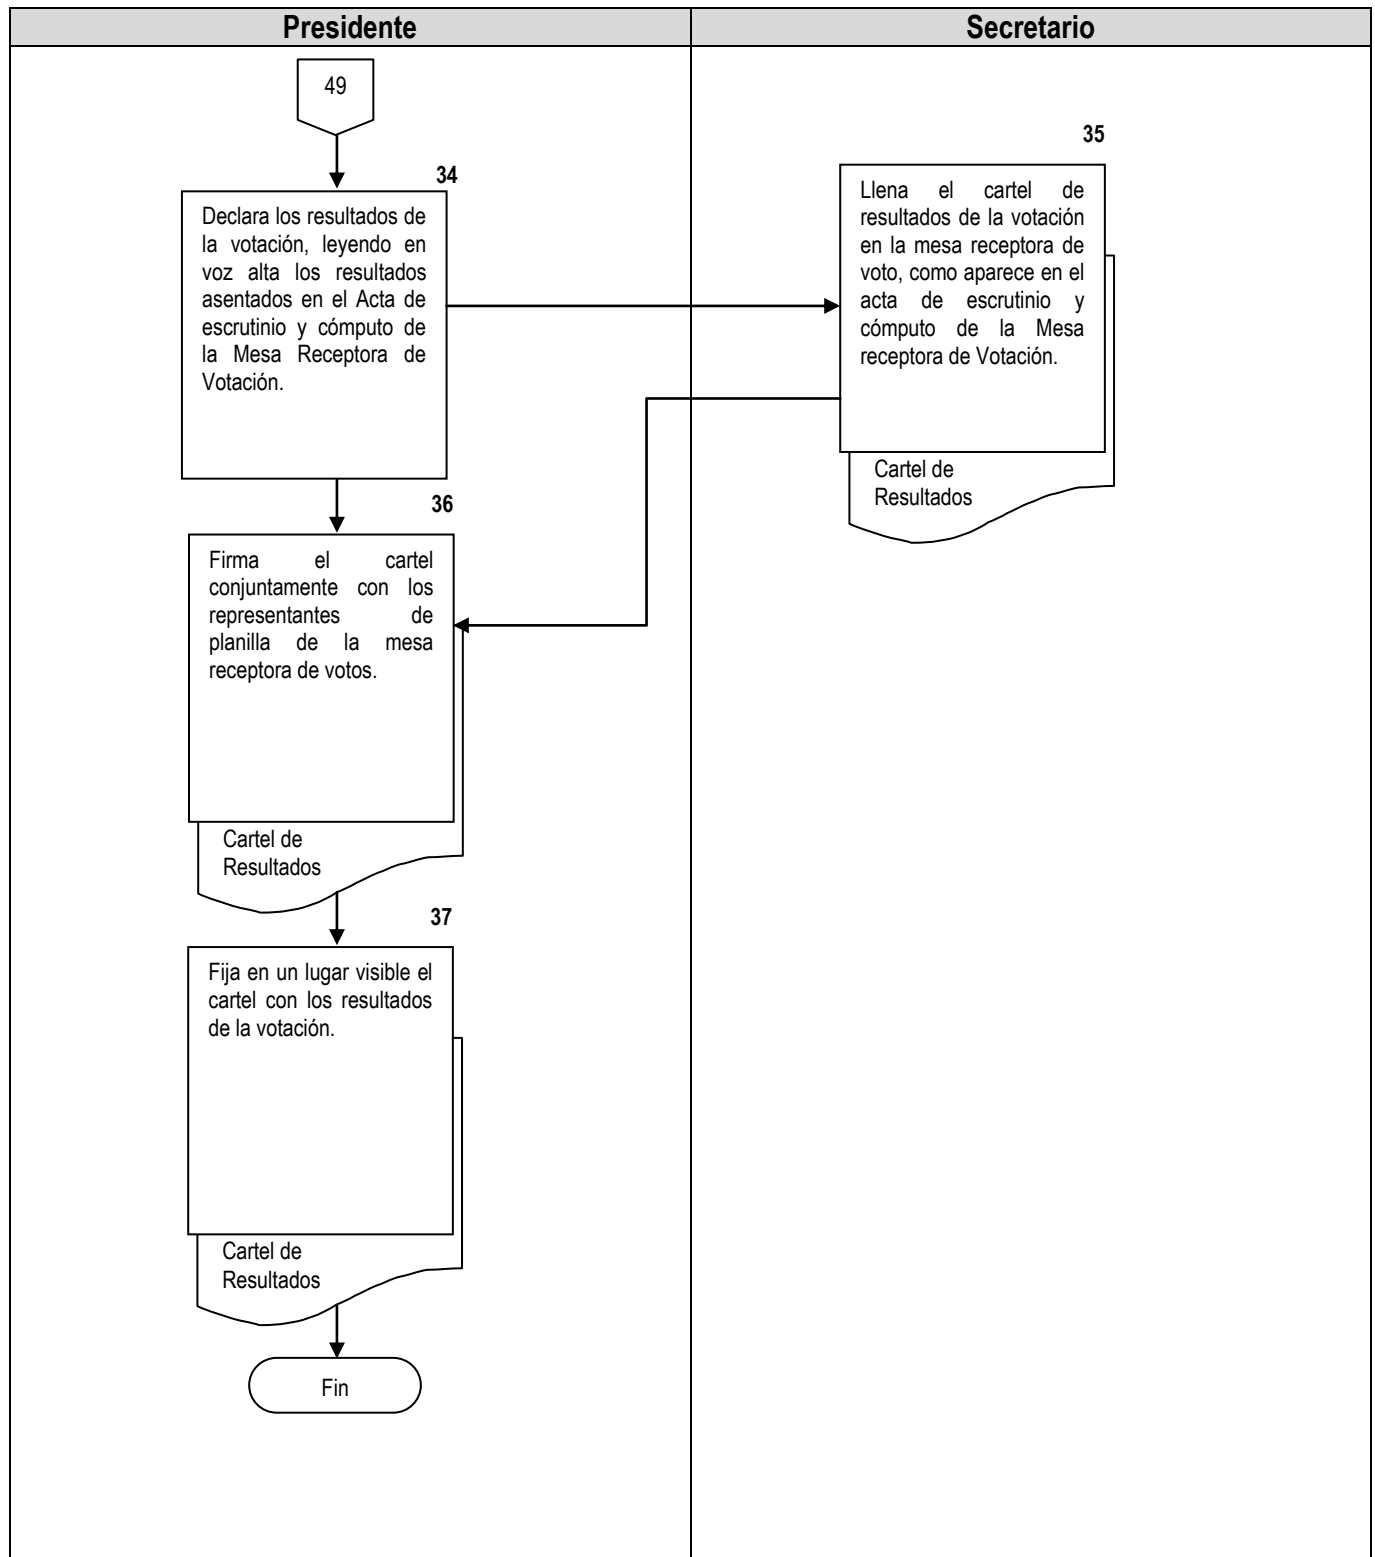 Presidente
Secretario
49
34
Declara los resultados de
la votación, leyendo en
voz alta los resultados
asentados en el Acta de
escrutinio y cómputo de
la Mesa Receptora de
Votación.
35
Llena el cartel de
resultados de la votación
en la mesa receptora de
voto, como aparece en el
acta de escrutinio y
cómputo de la Mesa
receptora de Votación.
Cartel de
Resultados
36
Firma el cartel
conjuntamente con los
representantes de
planilla de la mesa
receptora de votos.
Cartel de
Resultados
37
Fija en un lugar visible el
cartel con los resultados
de la votación.
Cartel de
Resultados
Fin